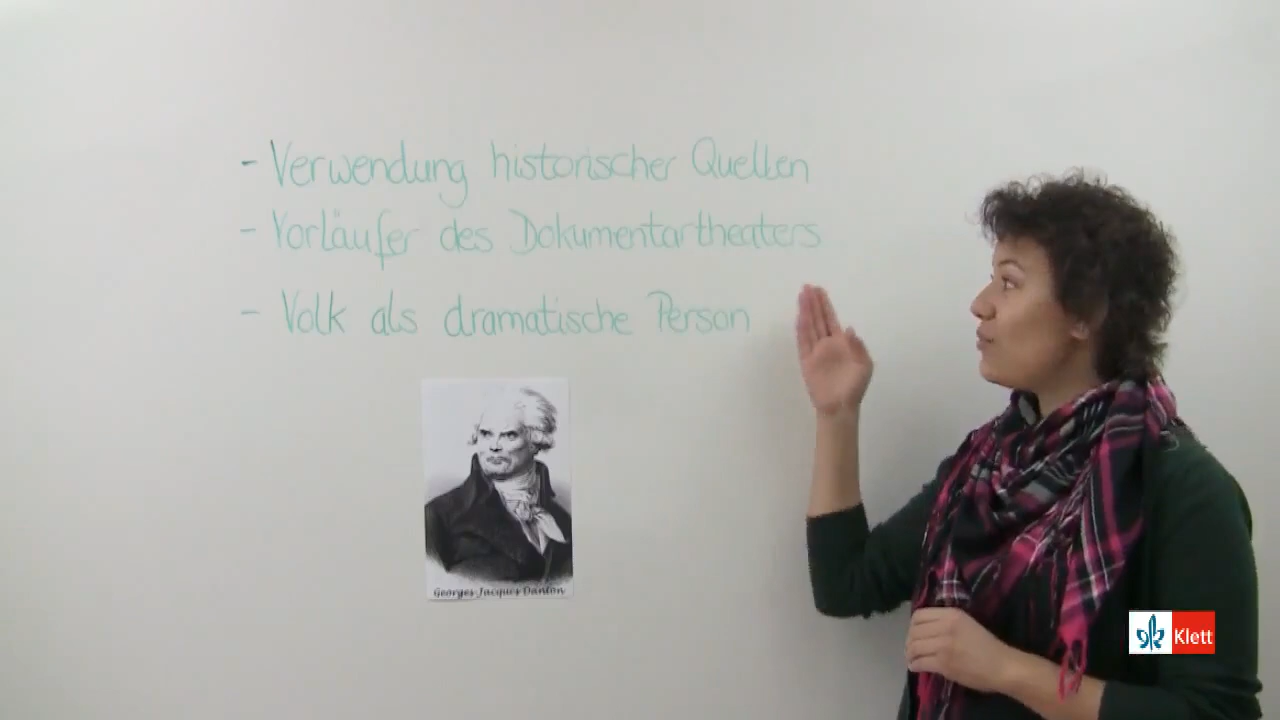 - Verwendung historischer Quellen
- Vorläufer des Dokumentartheaters
- Volk als dramatische Person
Georges Jacques Danton
Klett